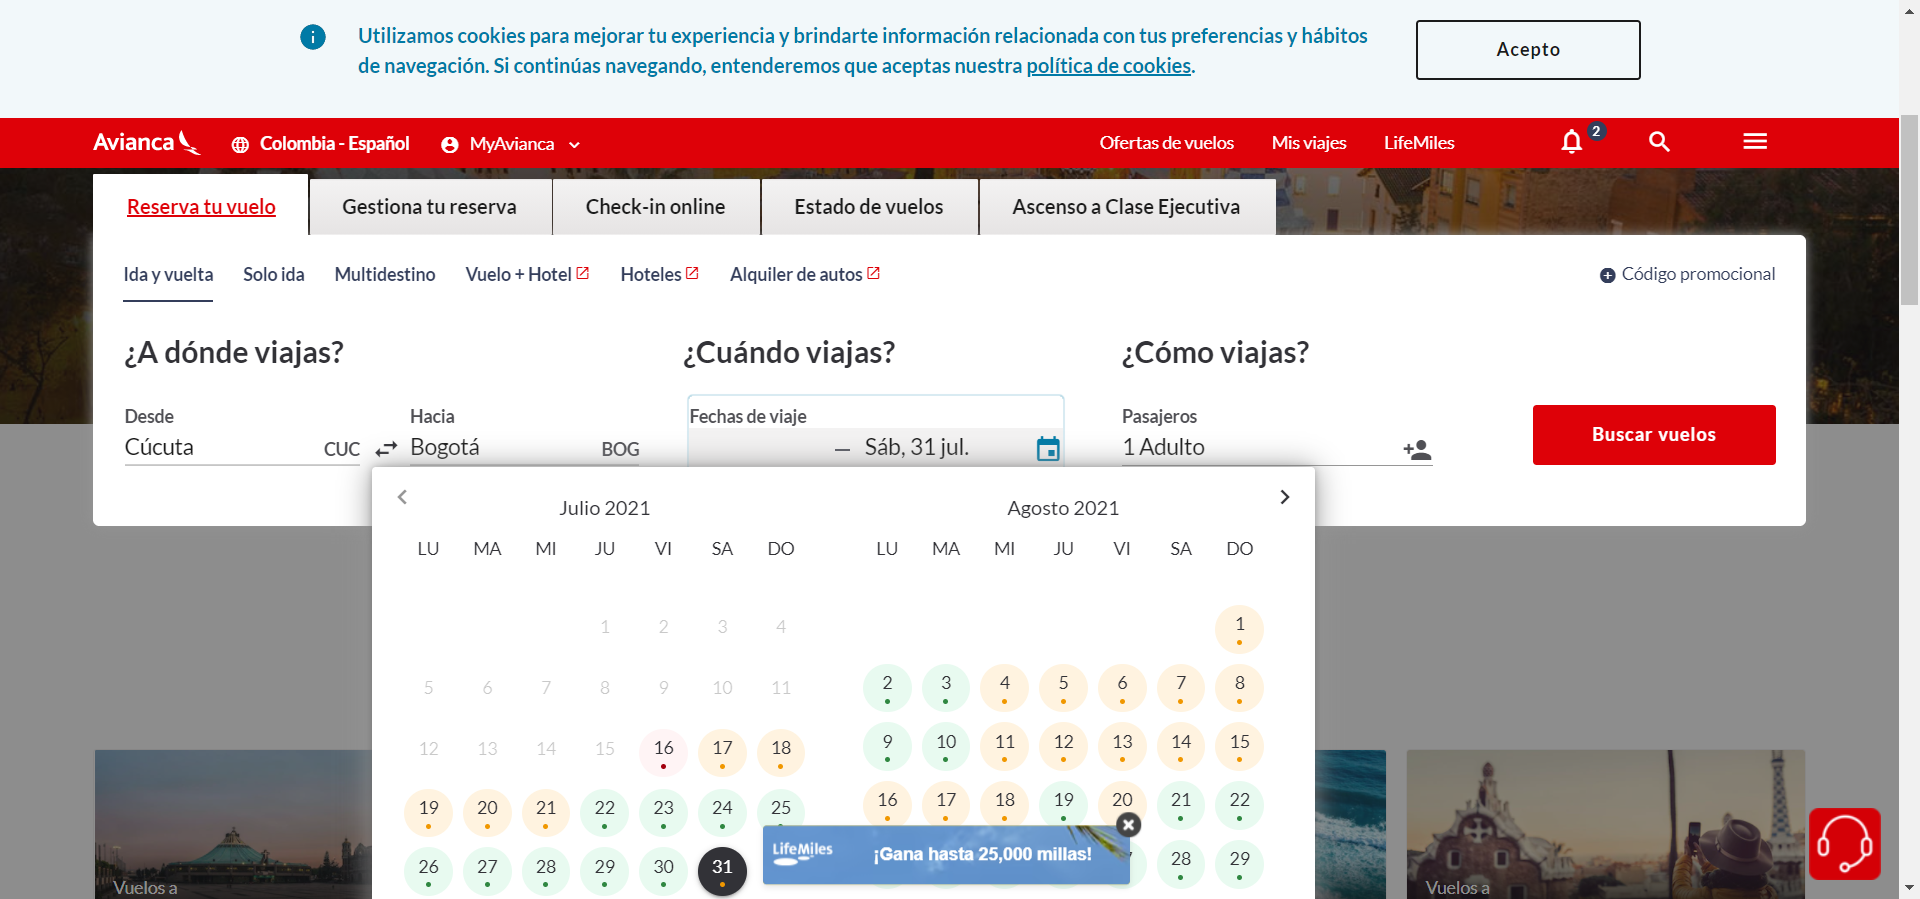 Utilizamos cookies para mejorar tu experiencia y brindarte información relacionada con tus preferencias y hábitos
de navegación. Si continúas navegando, entenderemos que aceptas nuestra política de cookies.
Acepto
Avianca
Colombia - Español
MyAvianca
Ofertas de vuelos
Mis viajes
LifeMiles
2
Reserva tu vuelo
Gestiona tu reserva
Check-in online
Estado de vuelos
Ascenso a Clase Ejecutiva
Ida y vuelta
Solo ida
Multidestino
Vuelo + Hotel
Hoteles
Alquiler de autos
Código promocional
¿A dónde viajas?
¿Cuándo viajas?
¿Cómo viajas?
Desde
Cúcuta
CUC
Hacia
Bogotá
BOG
Fechas de viaje
— Sáb, 31 jul.
Pasajeros
1 Adulto
Buscar vuelos
Julio 2021
LU MA MI JU VI SA DO
1 2 3 4
5 6 7 8 9 10 11
12 13 14 15 16 17 18
19 20 21 22 23 24 25
26 27 28 29 30 31
Agosto 2021
LU MA MI JU VI SA DO
1
2 3 4 5 6 7 8
9 10 11 12 13 14 15
16 17 18 19 20 21 22
28 29
LifeMiles
¡Gana hasta 25,000 millas!
Vuelos a
Vuelos a